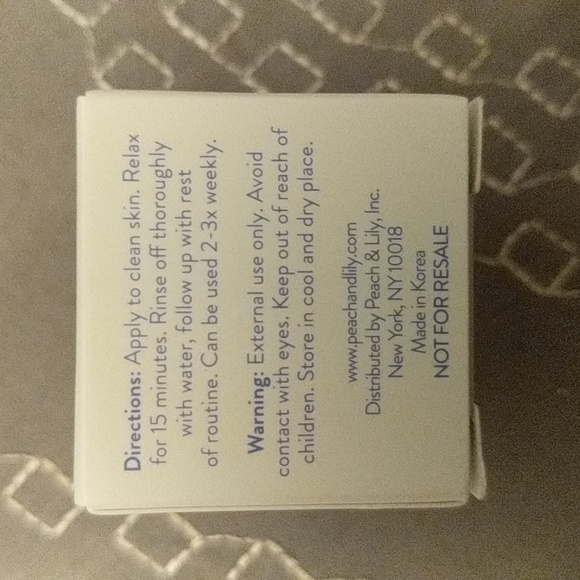 Directions: Apply to clean skin. Relax
for 15 minutes. Rinse off thoroughly
with water, follow up with rest
of routine. Can be used 2-3x weekly.
Warning: External use only. Avoid
contact with eyes. Keep out of reach of
children. Store in cool and dry place.
www.peachandlily.com
Distributed by Peach & Lily, Inc.
New York, NY10018
Made in Korea
NOT FOR RESALE